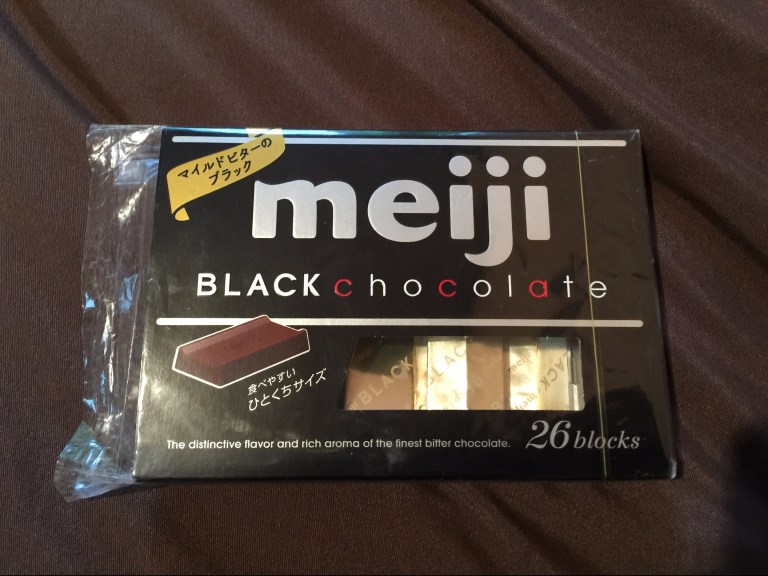 マイルドビターの
ブラック
meiji
BLACK chocolate
食べやすい
ひとくちサイズ
BLACK
The distinctive flavor and rich aroma of the finest bitter chocolate.
26 blocks